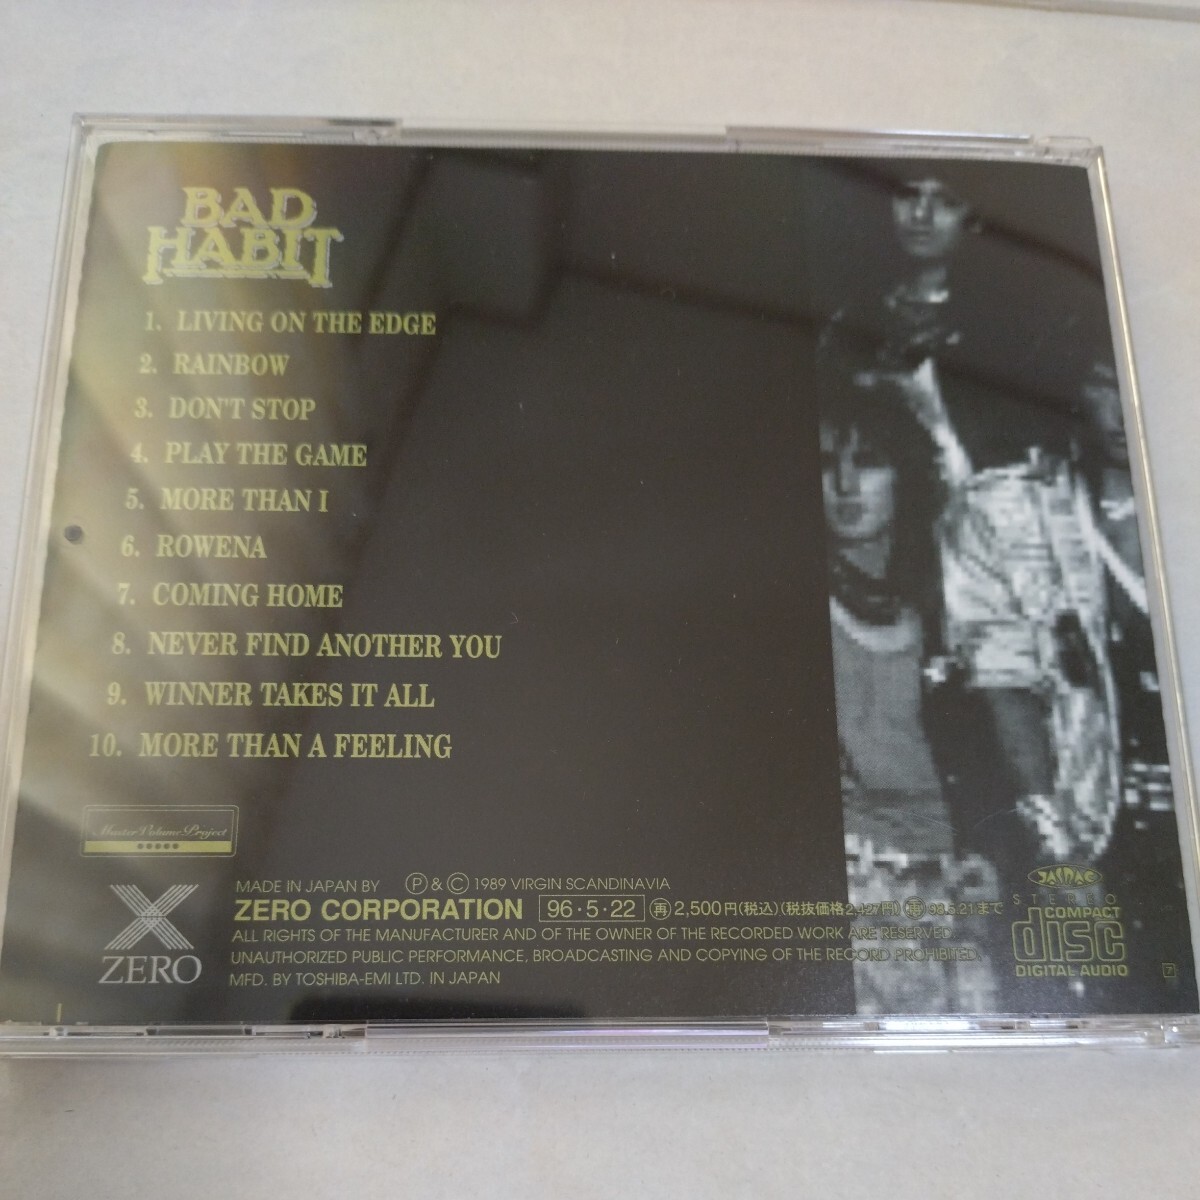 BAD
HABIT
1. LIVING ON THE EDGE
2. RAINBOW
3. DON'T STOP
4. PLAY THE GAME
5. MORE THAN I
6. ROWENA
7. COMING HOME
8. NEVER FIND ANOTHER YOU
9. WINNER TAKES IT ALL
10. MORE THAN A FEELING
Master Volume Project
ZERO
MADE IN JAPAN BY Ⓟ & Ⓒ 1989 VIRGIN SCANDINAVIA
ZERO CORPORATION 96·5·22 再 2,500円(税込)(税抜価格2,427円) 再 98.5.21まで
ALL RIGHTS OF THE MANUFACTURER AND OF THE OWNER OF THE RECORDED WORK ARE RESERVED.
UNAUTHORIZED PUBLIC PERFORMANCE, BROADCASTING AND COPYING OF THE RECORD PROHIBITED.
MFD. BY TOSHIBA-EMI LTD. IN JAPAN
JASRAC
STEREO
COMPACT
disc
DIGITAL AUDIO
7